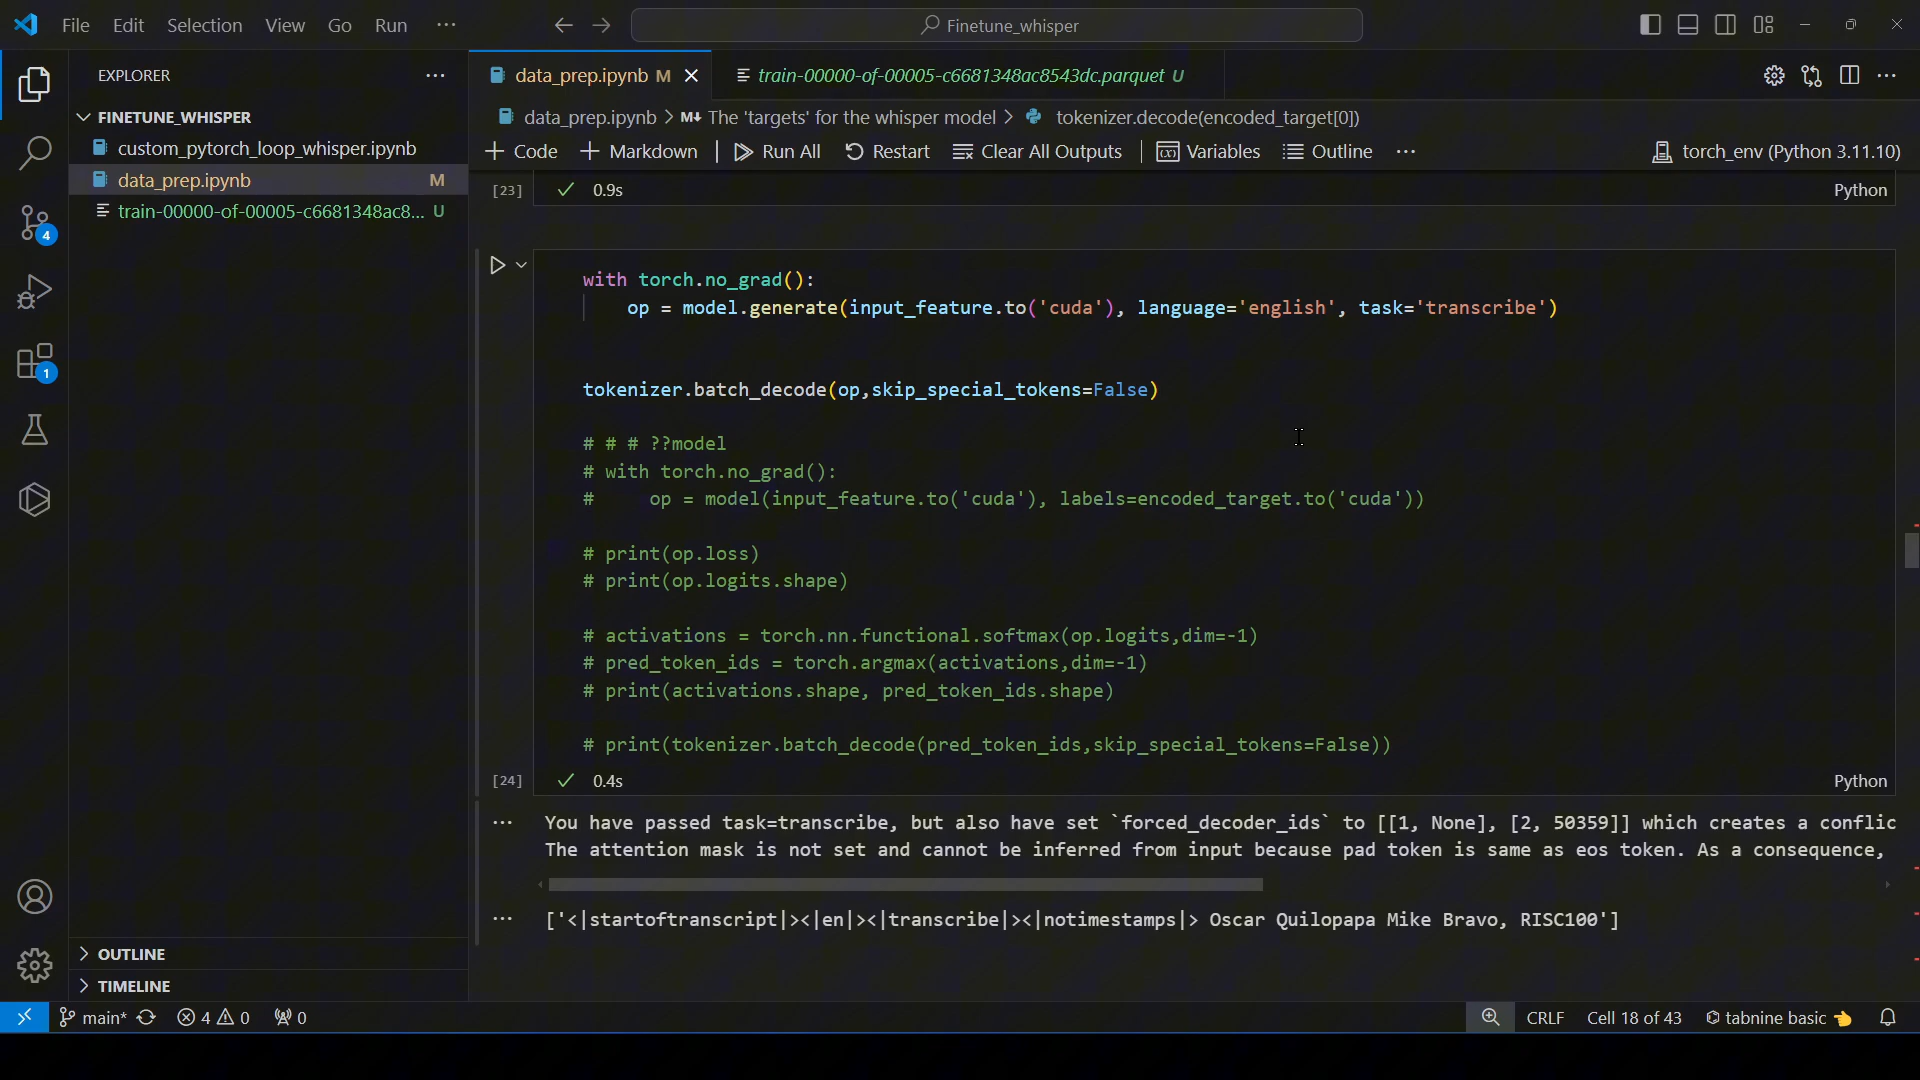 File Edit Selection View Go Run ···
Finetune_whisper
EXPLORER
FINETUNE_WHISPER
custom_pytorch_loop_whisper.ipynb
data_prep.ipynb M
train-00000-of-00005-c6681348ac8... U
4
1
OUTLINE
TIMELINE
data_prep.ipynb M
train-00000-of-00005-c6681348ac8543dc.parquet U
data_prep.ipynb > M↓ The 'targets' for the whisper model > tokenizer.decode(encoded_target[0])
+ Code + Markdown Run All Restart Clear All Outputs Variables Outline ··· torch_env (Python 3.11.10)
[23] ✓ 0.9s Python
with torch.no_grad():
    op = model.generate(input_feature.to('cuda'), language='english', task='transcribe')
tokenizer.batch_decode(op,skip_special_tokens=False)
# # # ??model
# with torch.no_grad():
#     op = model(input_feature.to('cuda'), labels=encoded_target.to('cuda'))
# print(op.loss)
# print(op.logits.shape)
# activations = torch.nn.functional.softmax(op.logits,dim=-1)
# pred_token_ids = torch.argmax(activations,dim=-1)
# print(activations.shape, pred_token_ids.shape)
# print(tokenizer.batch_decode(pred_token_ids,skip_special_tokens=False))
[24] ✓ 0.4s Python
You have passed task=transcribe, but also have set `forced_decoder_ids` to [[1, None], [2, 50359]] which creates a conflic
The attention mask is not set and cannot be inferred from input because pad token is same as eos token. As a consequence,
['<|startoftranscript|><|en|><|transcribe|><|notimestamps|> Oscar Quilopapa Mike Bravo, RISC100']
main* 4 0 0 CRLF Cell 18 of 43 tabnine basic